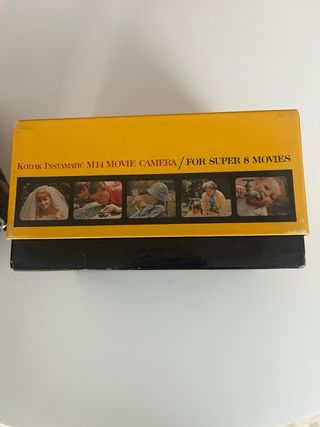 KODAK INSTAMATIC M14 MOVIE CAMERA / FOR SUPER 8 MOVIES